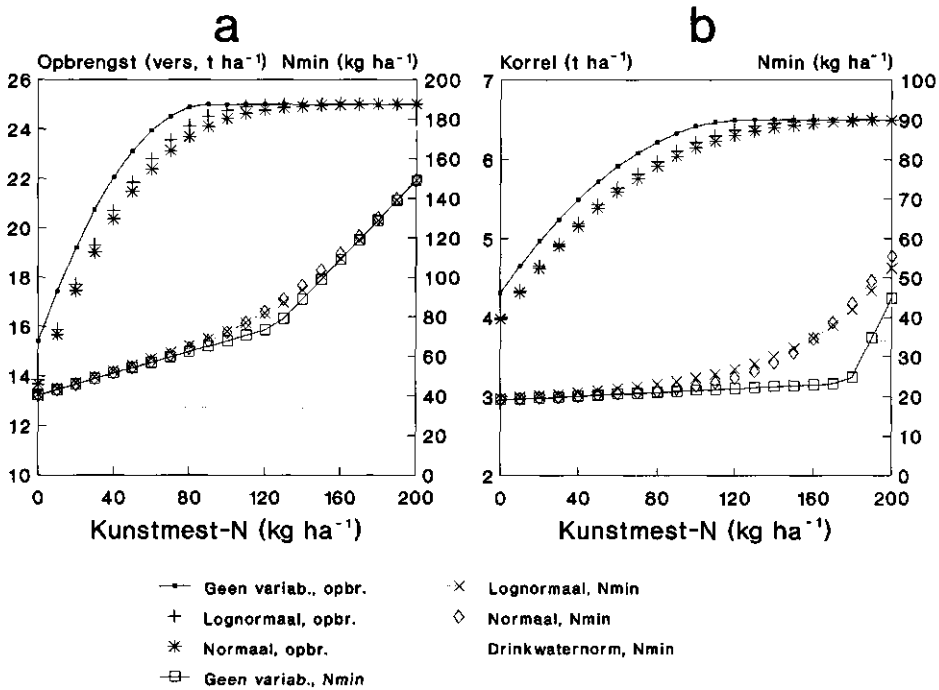 a
b
Opbrengst (vers, t ha⁻¹) Nmin (kg ha⁻¹)
Korrel (t ha⁻¹) Nmin (kg ha⁻¹)
26
24
22
20
18
16
14
12
10
200
180
160
140
120
100
80
60
40
20
0
7
6
5
4
3
2
100
90
80
70
60
50
40
30
20
10
0
0 40 80 120 160 200
0 40 80 120 160 200
Kunstmest-N (kg ha⁻¹)
Kunstmest-N (kg ha⁻¹)
Geen variab., opbr.
Lognormaal, opbr.
Normaal, opbr.
Geen variab., Nmin
Lognormaal, Nmin
Normaal, Nmin
Drinkwaternorm, Nmin